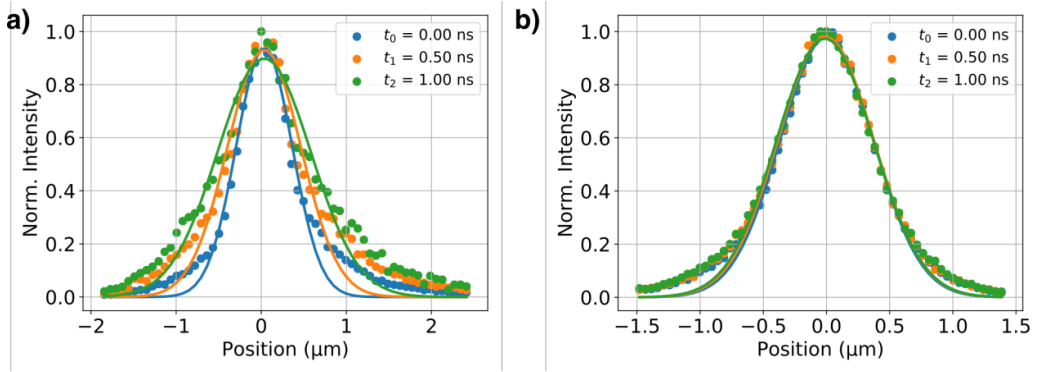 a)
t₀ = 0.00 ns
t₁ = 0.50 ns
t₂ = 1.00 ns
1.0
0.8
0.6
0.4
0.2
0.0
Norm. Intensity
−2
−1
0
1
2
Position (μm)
b)
t₀ = 0.00 ns
t₁ = 0.50 ns
t₂ = 1.00 ns
1.0
0.8
0.6
0.4
0.2
0.0
Norm. Intensity
−1.5
−1.0
−0.5
0.0
0.5
1.0
1.5
Position (μm)